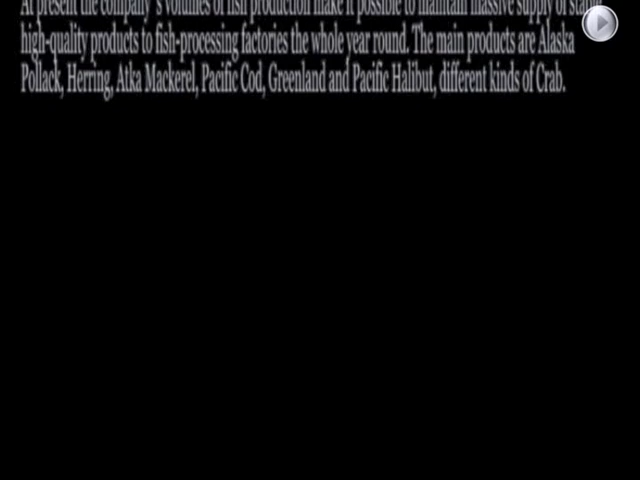 At present the company `s volumes of fish production make it possible to maintain massive supply of
high-quality products to fish-processing factories the whole year round. The main products are Alaska
Pollack, Herring, Atka Mackerel, Pacific Cod, Greenland and Pacific Halibut, different kinds of Crab.